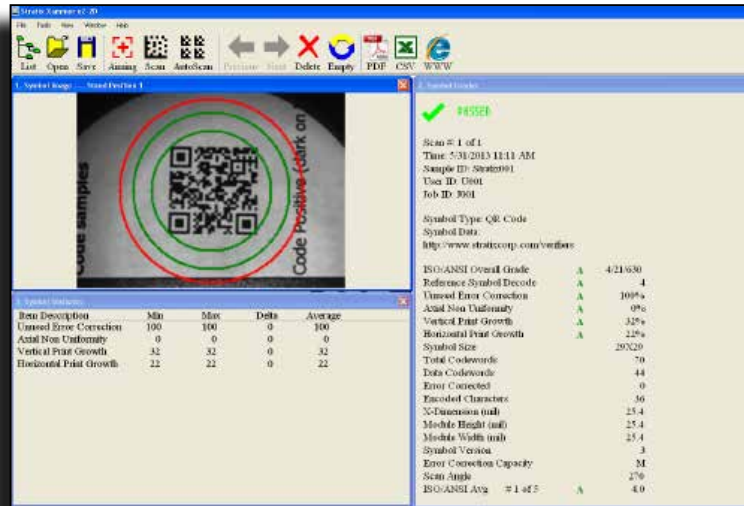 Stratix Xaminer e2-2D
File Tools View Window Help
List Open Save Aiming Scan AutoScan Previous Next Delete Empty PDF CSV WWW
1. Symbol Image Stand Position 1
Code samples
Code Positive (dark on
2. Symbol Grades
PASSED
Scan #: 1 of 1
Time: 5/31/2013 11:11 AM
Sample ID: Stratix001
User ID: U001
Job ID: J001
Symbol Type: QR Code
Symbol Data:
http://www.stratixcorp.com/verifiers
ISO/ANSI Overall Grade A 4/21/630
Reference Symbol Decode A 4
Unused Error Correction A 100%
Axial Non Uniformity A 0%
Vertical Print Growth A 32%
Horizontal Print Growth A 22%
Symbol Size 29X29
Total Codewords 70
Data Codewords 44
Error Corrected 0
Encoded Characters 36
X-Dimension (mil) 25.4
Module Height (mil) 25.4
Module Width (mil) 25.4
Symbol Version 3
Error Correction Capacity M
Scan Angle 270
ISO/ANSI Avg # 1 of 5 A 4.0
3. Symbol Statistics
Item Description Min Max Delta Average
Unused Error Correction 100 100 0 100
Axial Non Uniformity 0 0 0 0
Vertical Print Growth 32 32 0 32
Horizontal Print Growth 22 22 0 22